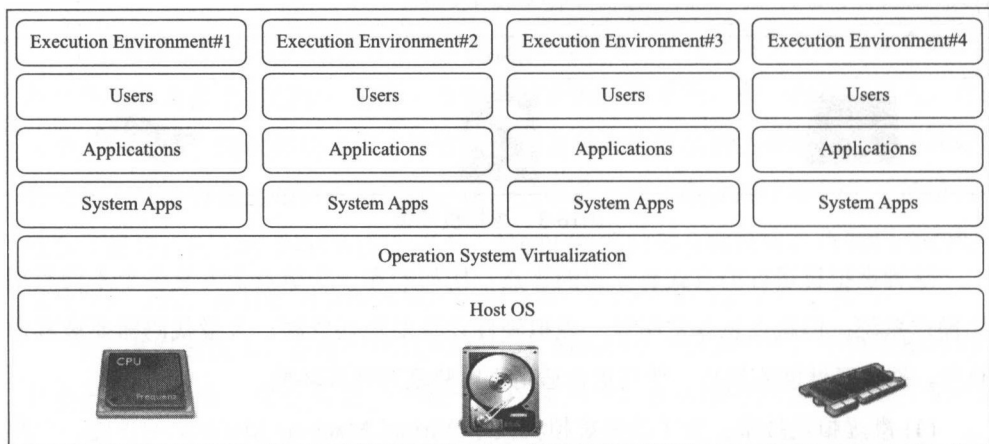 Execution Environment#1 Execution Environment#2 Execution Environment#3 Execution Environment#4
Users Users Users Users
Applications Applications Applications Applications
System Apps System Apps System Apps System Apps
Operation System Virtualization
Host OS
CPU